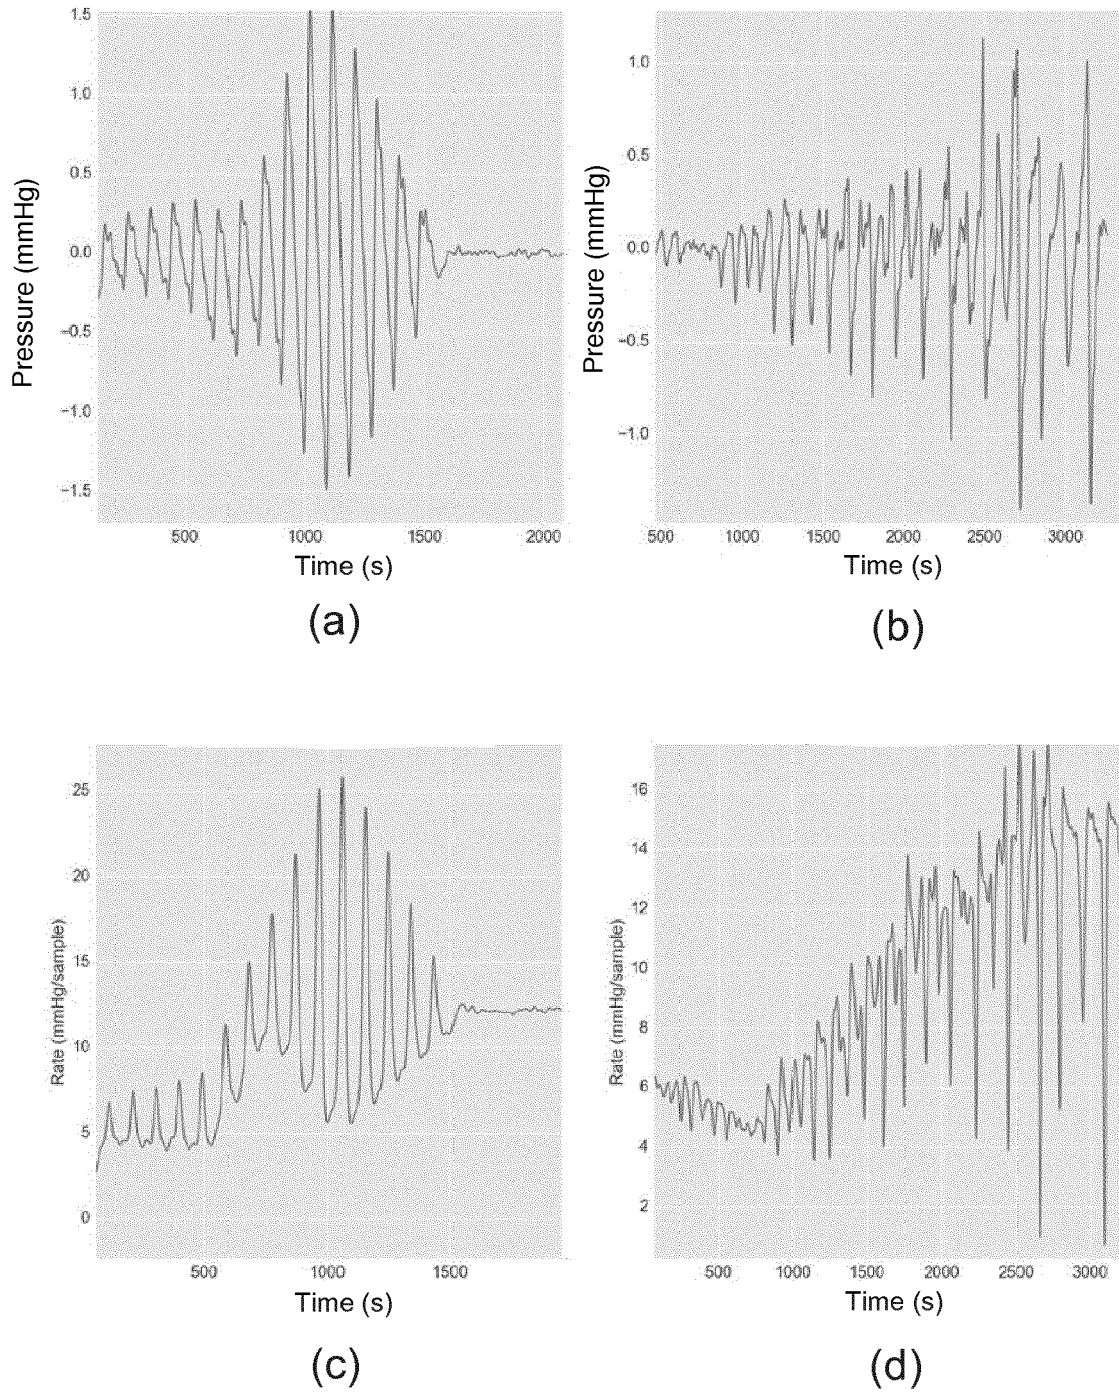 1.5
1.0
0.5
0.0
−0.5
−1.0
−1.5
Pressure (mmHg)
500 1000 1500 2000
Time (s)
(a)
1.0
0.5
0.0
−0.5
−1.0
Pressure (mmHg)
500 1000 1500 2000 2500 3000
Time (s)
(b)
25
20
15
10
5
0
Rate (mmHg/sample)
500 1000 1500
Time (s)
(c)
16
14
12
10
8
6
4
2
Rate (mmHg/sample)
500 1000 1500 2000 2500 3000
Time (s)
(d)